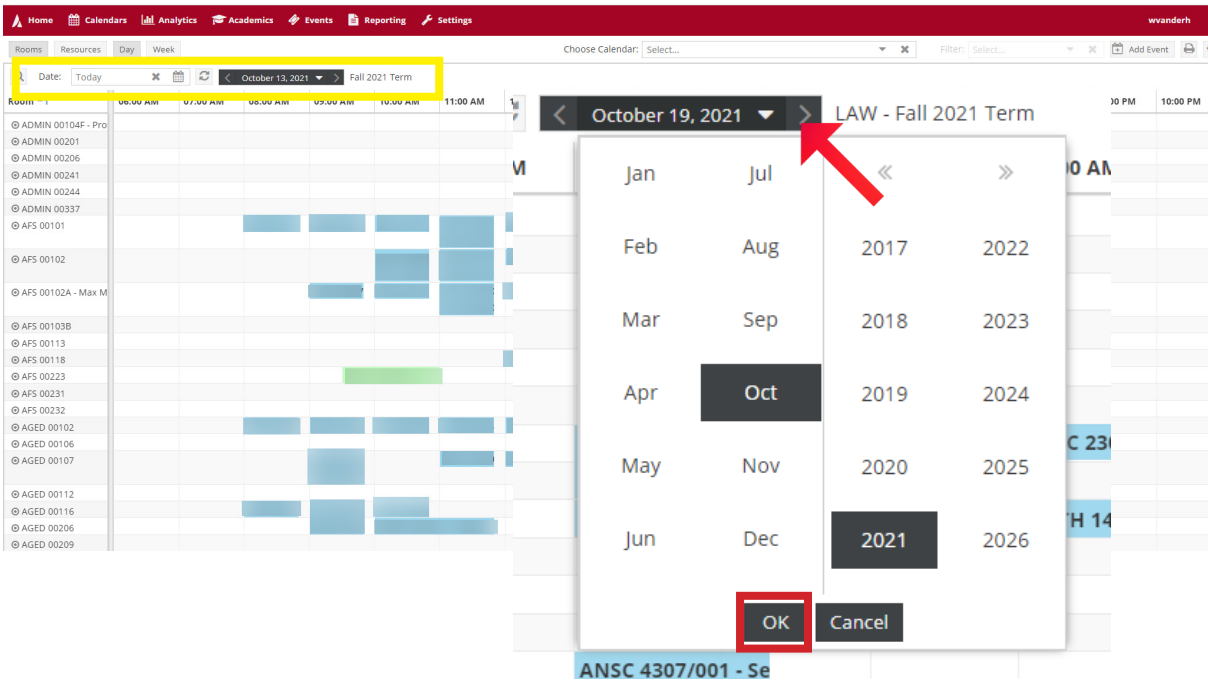 Home Calendars Analytics Academics Events Reporting Settings wvanderh
Rooms Resources Day Week Choose Calendar: Select... Filter: Select... Add Event
Date: Today October 13, 2021 Fall 2021 Term
Room 06:00 AM 07:00 AM 08:00 AM 09:00 AM 10:00 AM 11:00 AM 10:00 PM
ADMIN 00104F - Pro
ADMIN 00201
ADMIN 00206
ADMIN 00241
ADMIN 00244
ADMIN 00337
AFS 00101
AFS 00102
AFS 00102A - Max M
AFS 00103B
AFS 00113
AFS 00118
AFS 00223
AFS 00231
AFS 00232
AGED 00102
AGED 00106
AGED 00107
AGED 00112
AGED 00116
AGED 00206
AGED 00209
October 19, 2021 LAW - Fall 2021 Term
Jan Jul « »
Feb Aug 2017 2022
Mar Sep 2018 2023
Apr Oct 2019 2024
May Nov 2020 2025
Jun Dec 2021 2026
OK Cancel
ANSC 4307/001 - Se